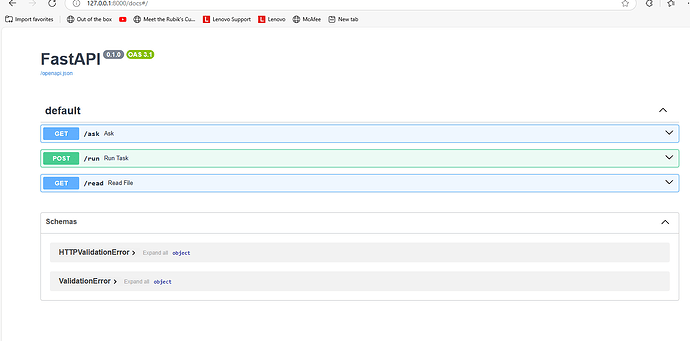 127.0.0.1:8000/docs#/
Import favorites Out of the box Meet the Rubik's Cu... Lenovo Support Lenovo McAfee New tab
FastAPI 0.1.0 OAS 3.1
/openapi.json
default
GET /ask Ask
POST /run Run Task
GET /read Read File
Schemas
HTTPValidationError Expand all object
ValidationError Expand all object